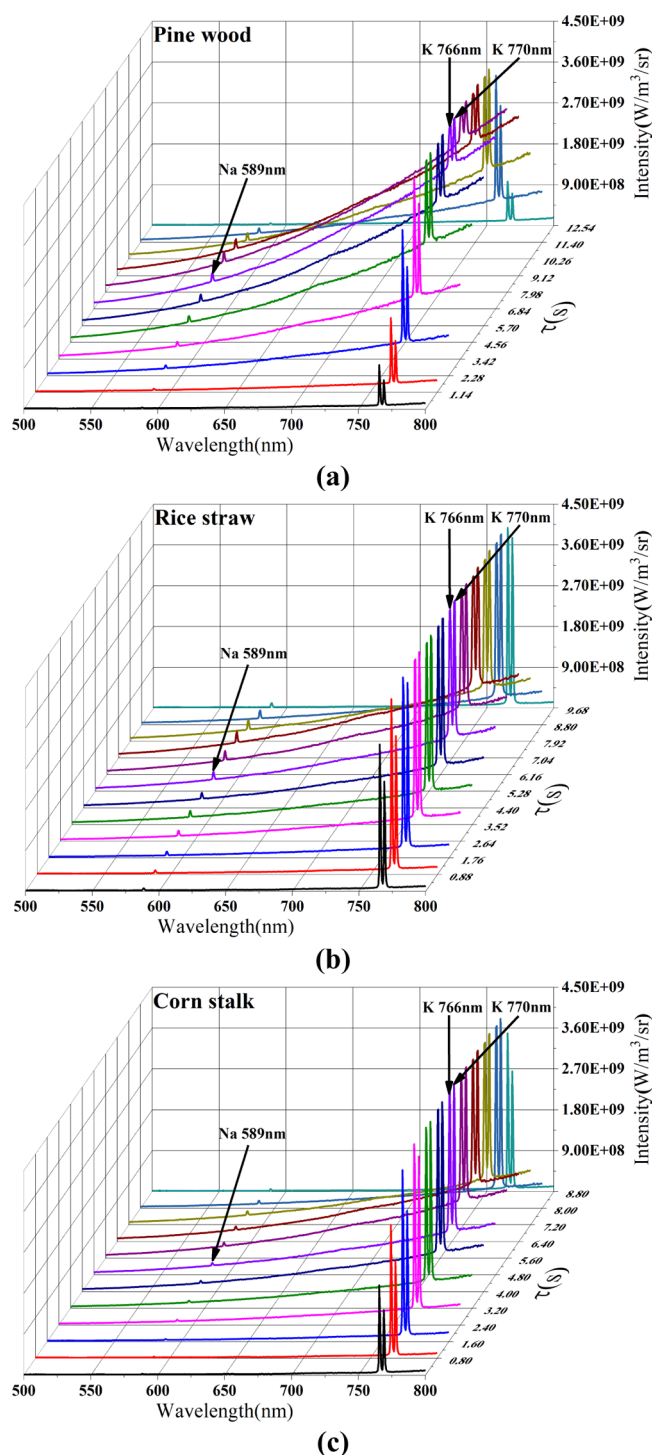 Pine wood
K 766nm
K 770nm
Na 589nm
4.50E+09
3.60E+09
2.70E+09
1.80E+09
9.00E+08
Intensity(W/m³/sr)
12.54
11.40
10.26
9.12
7.98
6.84
5.70
4.56
3.42
2.28
1.14
τ(s)
500 550 600 650 700 750 800
Wavelength(nm)
(a)
Rice straw
K 766nm
K 770nm
Na 589nm
4.50E+09
3.60E+09
2.70E+09
1.80E+09
9.00E+08
Intensity(W/m³/sr)
9.68
8.80
7.92
7.04
6.16
5.28
4.40
3.52
2.64
1.76
0.88
τ(s)
500 550 600 650 700 750 800
Wavelength(nm)
(b)
Corn stalk
K 766nm
K 770nm
Na 589nm
4.50E+09
3.60E+09
2.70E+09
1.80E+09
9.00E+08
Intensity(W/m³/sr)
8.80
8.00
7.20
6.40
5.60
4.80
4.00
3.20
2.40
1.60
0.80
τ(s)
500 550 600 650 700 750 800
Wavelength(nm)
(c)